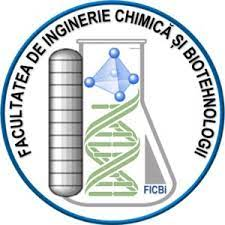 FACULTATEA DE INGINERIE CHIMICĂ ȘI BIOTEHNOLOGII
FICBi